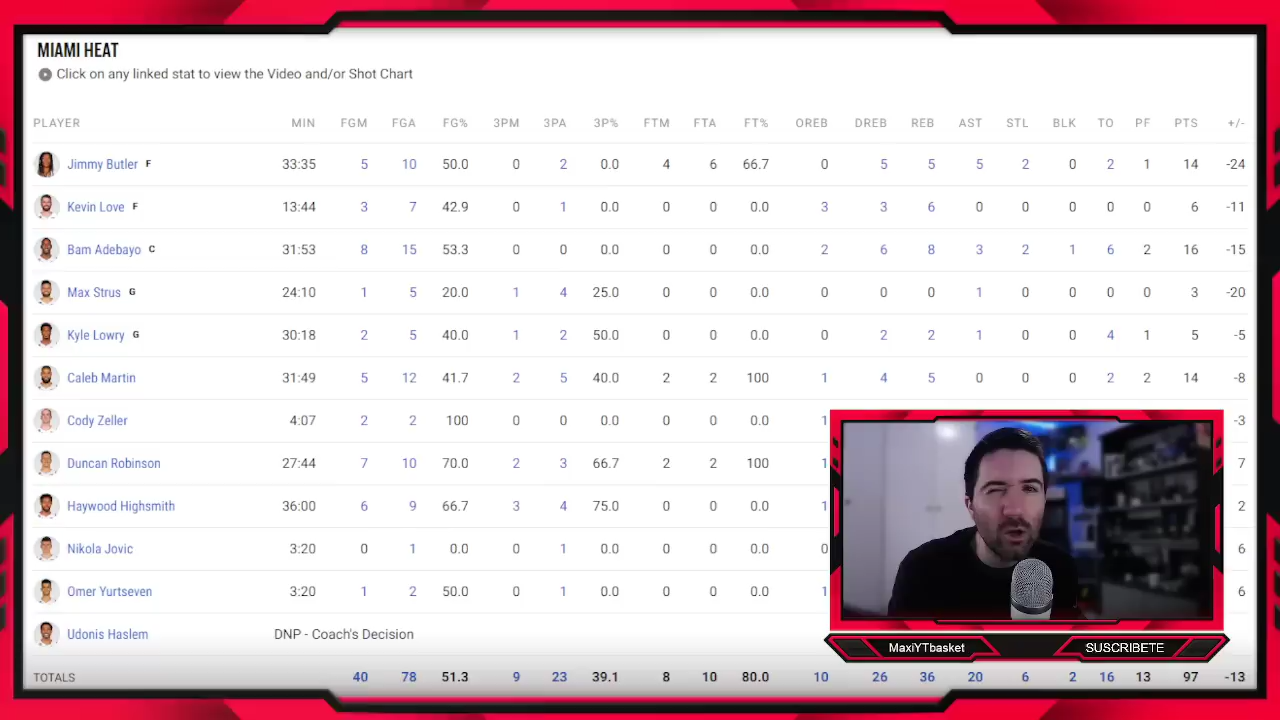 MIAMI HEAT
Click on any linked stat to view the Video and/or Shot Chart
PLAYER MIN FGM FGA FG% 3PM 3PA 3P% FTM FTA FT% OREB DREB REB AST STL BLK TO PF PTS +/-
Jimmy Butler F 33:35 5 10 50.0 0 2 0.0 4 6 66.7 0 5 5 5 2 0 2 1 14 -24
Kevin Love F 13:44 3 7 42.9 0 1 0.0 0 0 0.0 3 3 6 0 0 0 0 0 6 -11
Bam Adebayo C 31:53 8 15 53.3 0 0 0.0 0 0 0.0 2 6 8 3 2 1 6 2 16 -15
Max Strus G 24:10 1 5 20.0 1 4 25.0 0 0 0.0 0 0 0 1 0 0 0 0 3 -20
Kyle Lowry G 30:18 2 5 40.0 1 2 50.0 0 0 0.0 0 2 2 1 0 0 4 1 5 -5
Caleb Martin 31:49 5 12 41.7 2 5 40.0 2 2 100 1 4 5 0 0 0 2 2 14 -8
Cody Zeller 4:07 2 2 100 0 0 0.0 0 0 0.0 1 -3
Duncan Robinson 27:44 7 10 70.0 2 3 66.7 2 2 100 1 7
Haywood Highsmith 36:00 6 9 66.7 3 4 75.0 0 0 0.0 1 2
Nikola Jovic 3:20 0 1 0.0 0 1 0.0 0 0 0.0 0 6
Omer Yurtseven 3:20 1 2 50.0 0 1 0.0 0 0 0.0 1 6
Udonis Haslem DNP - Coach's Decision
MaxiYTbasket SUSCRIBETE
TOTALS 40 78 51.3 9 23 39.1 8 10 80.0 10 26 36 20 6 2 16 13 97 -13